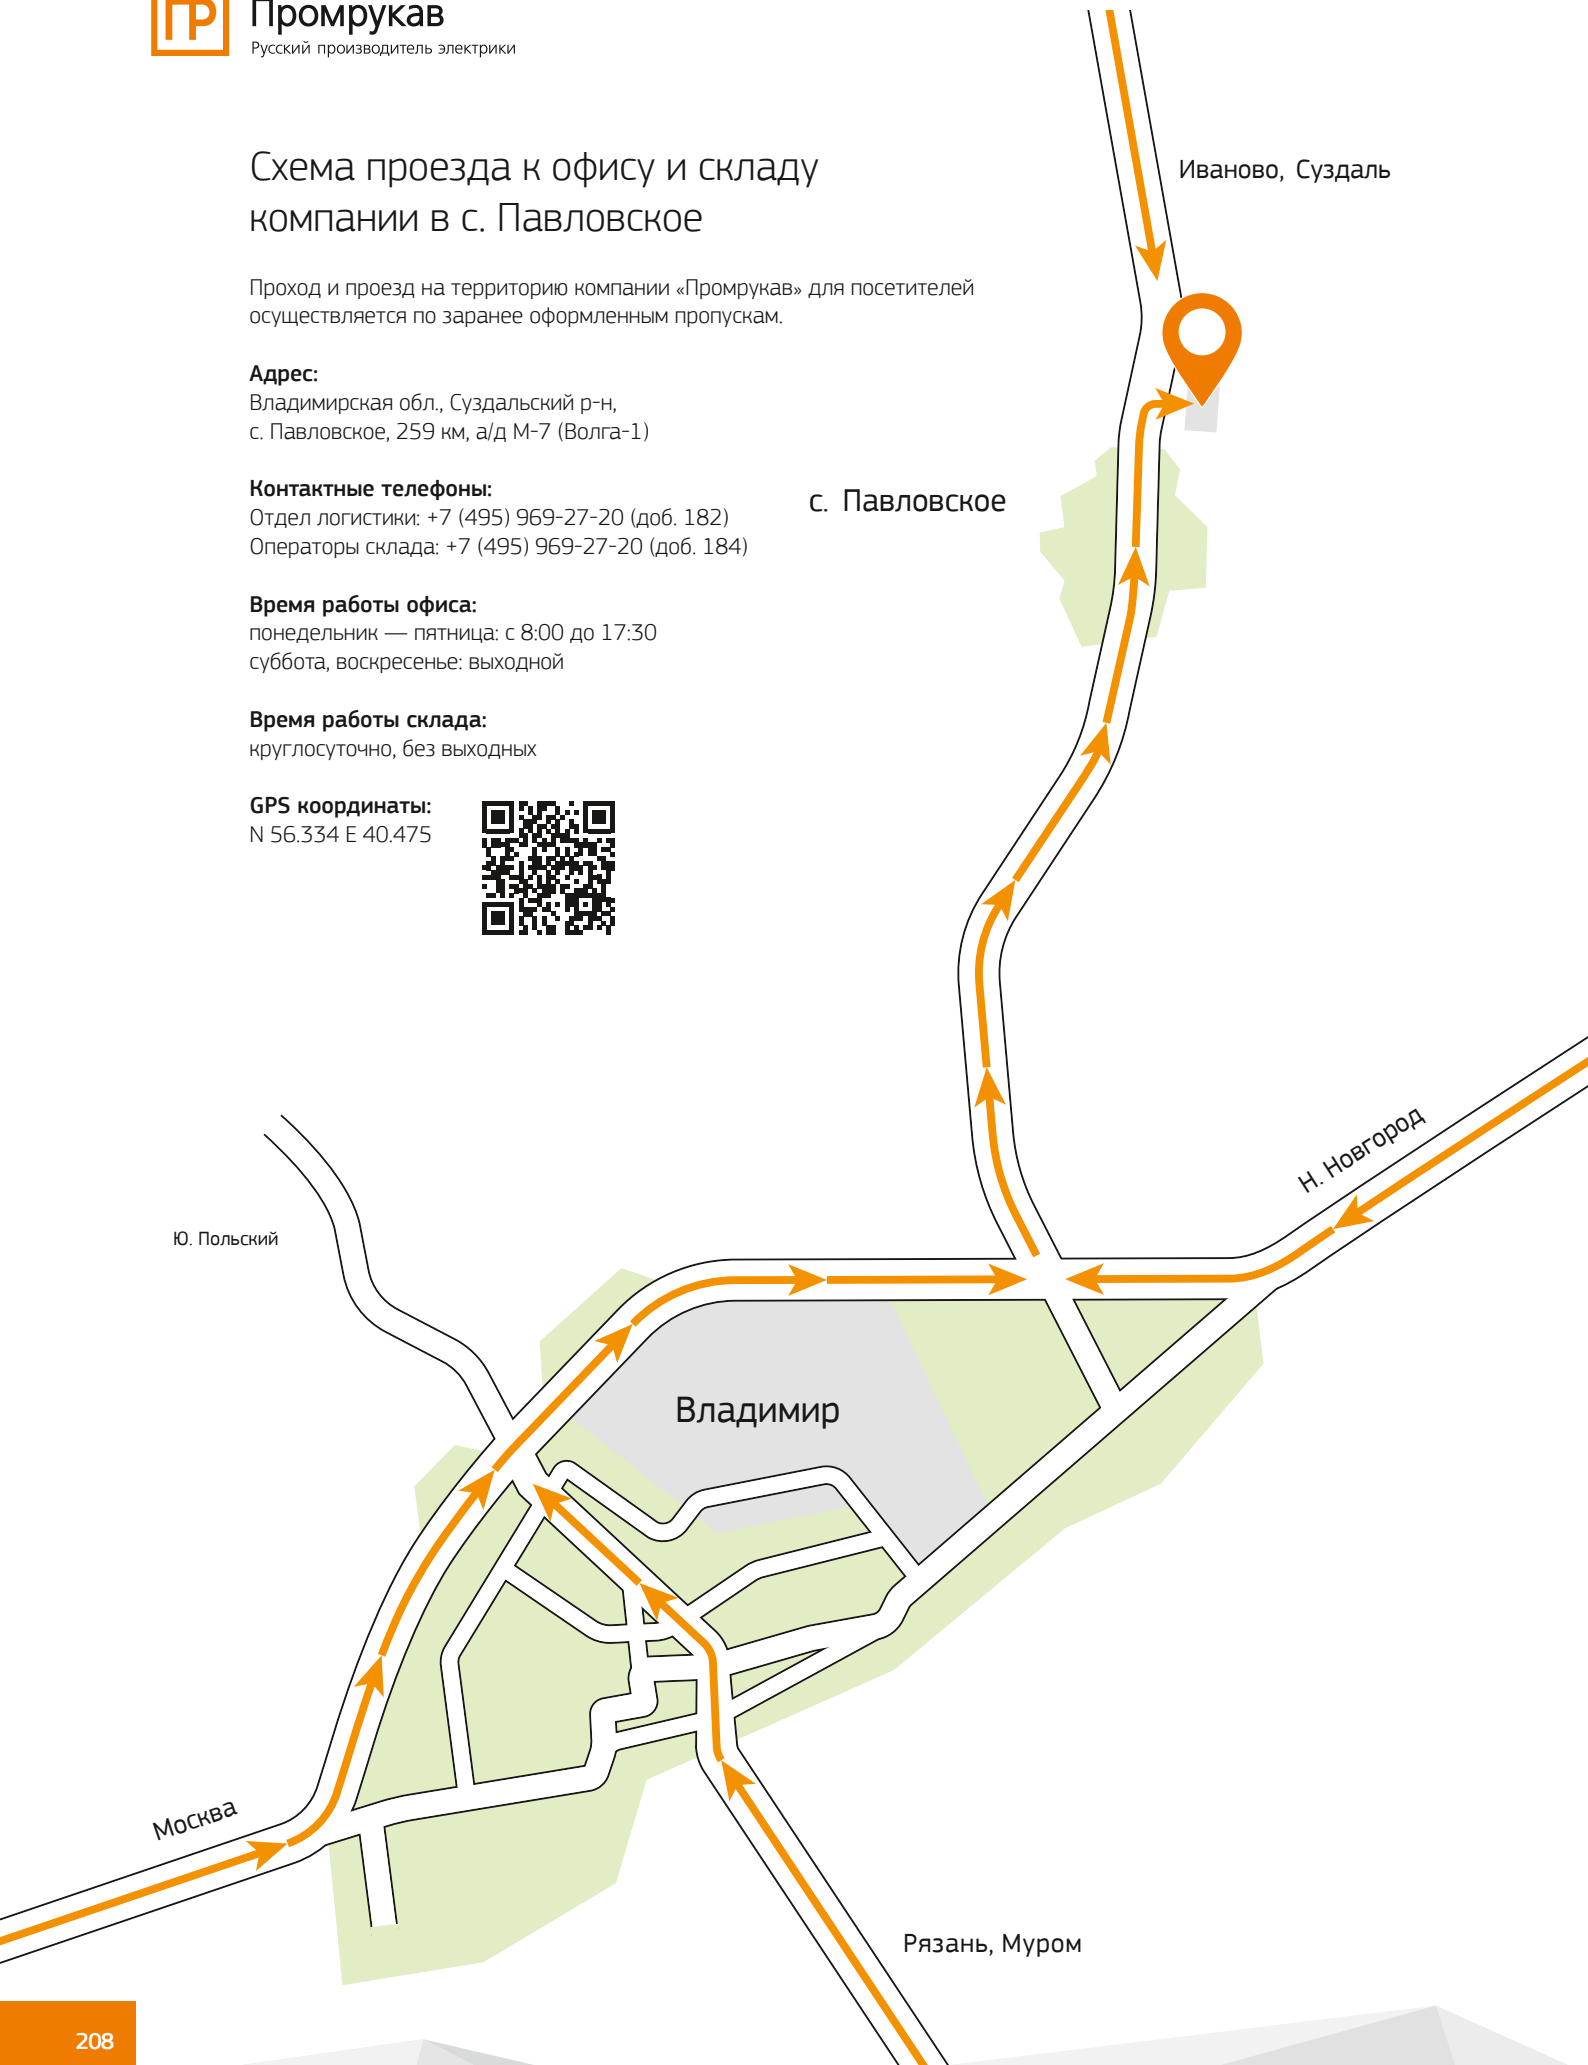 ПР
Промрукав
Русский производитель электрики
Схема проезда к офису и складу
компании в с. Павловское
Проход и проезд на территорию компании «Промрукав» для посетителей
осуществляется по заранее оформленным пропускам.
Адрес:
Владимирская обл., Суздальский р-н,
с. Павловское, 259 км, а/д М-7 (Волга-1)
Контактные телефоны:
Отдел логистики: +7 (495) 969-27-20 (доб. 182)
Операторы склада: +7 (495) 969-27-20 (доб. 184)
Время работы офиса:
понедельник — пятница: с 8:00 до 17:30
суббота, воскресенье: выходной
Время работы склада:
круглосуточно, без выходных
GPS координаты:
N 56.334 E 40.475
Иваново, Суздаль
с. Павловское
Н. Новгород
Ю. Польский
Владимир
Москва
Рязань, Муром
208